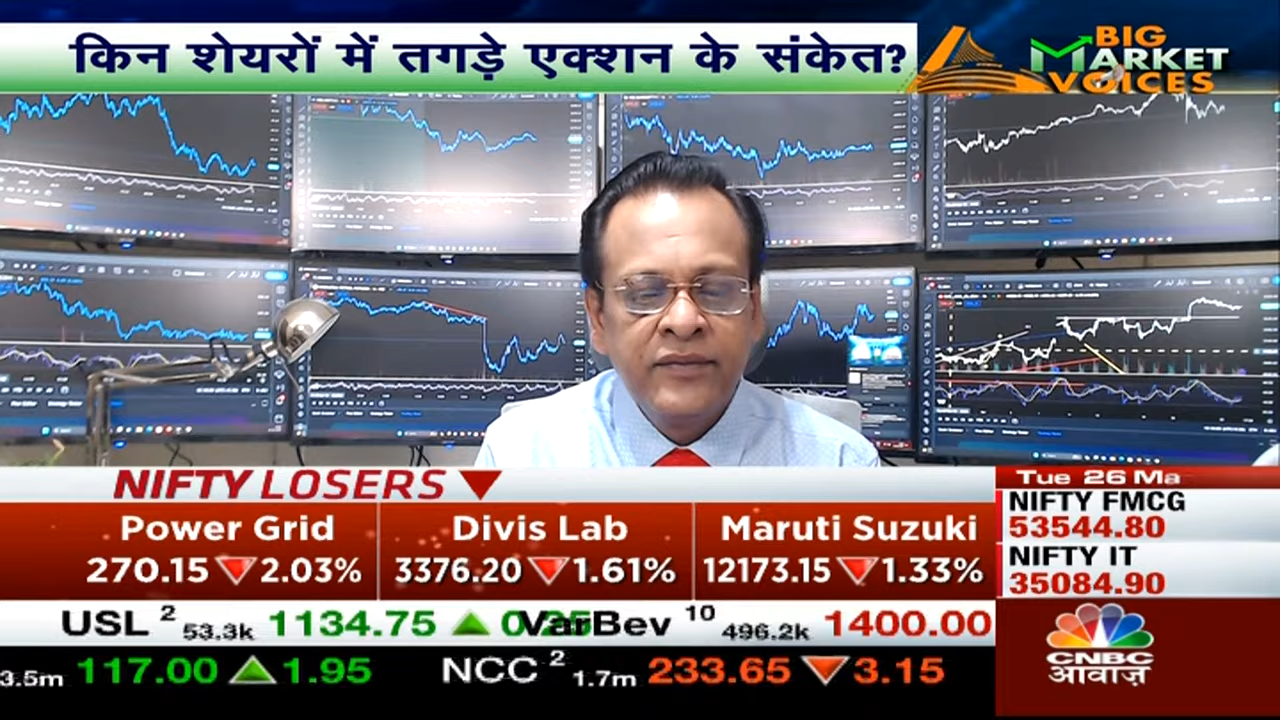 किन शेयरों में तगड़े एक्शन के संकेत?
BIG
MARKET
VOICES
NIFTY LOSERS
Tue 26 Ma
Power Grid
270.15 2.03%
Divis Lab
3376.20 1.61%
Maruti Suzuki
12173.15 1.33%
NIFTY FMCG
53544.80
NIFTY IT
35084.90
USL 2 53.3k 1134.75 0.25 VarBev 10 496.2k 1400.00
3.5m 117.00 1.95 NCC 2 1.7m 233.65 3.15
CNBC
आवाज़